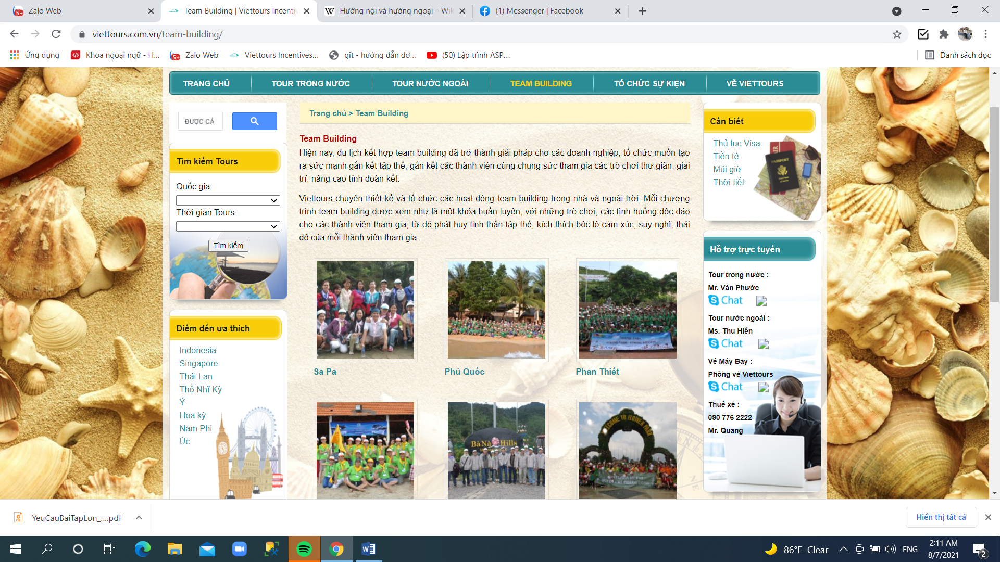 Zalo Web
Team Building | Viettours Incentiv
Hướng nội và hướng ngoại – Wik
(1) Messenger | Facebook
viettours.com.vn/team-building/
Ứng dụng
Khoa ngoại ngữ - H...
Zalo Web
Viettours Incentives...
git - hướng dẫn đơ...
(50) Lập trình ASP....
Danh sách đọc
TRANG CHỦ
TOUR TRONG NƯỚC
TOUR NƯỚC NGOÀI
TEAM BUILDING
TỔ CHỨC SỰ KIỆN
VỀ VIETTOURS
ĐƯỢC CẢ
Tìm kiếm Tours
Quốc gia
Thời gian Tours
Tìm kiếm
Điểm đến ưa thích
Indonesia
Singapore
Thái Lan
Thổ Nhĩ Kỳ
Ý
Hoa kỳ
Nam Phi
Úc
Trang chủ > Team Building
Team Building
Hiện nay, du lịch kết hợp team building đã trở thành giải pháp cho các doanh nghiệp, tổ chức muốn tạo
ra sức mạnh gắn kết tập thể, gắn kết các thành viên cùng chung sức tham gia các trò chơi thư giãn, giải
trí, nâng cao tính đoàn kết.
Viettours chuyên thiết kế và tổ chức các hoạt động team building trong nhà và ngoài trời. Mỗi chương
trình team building được xem như là một khóa huấn luyện, với những trò chơi, các tình huống độc đáo
cho các thành viên tham gia, từ đó phát huy tinh thần tập thể, kích thích bộc lộ cảm xúc, suy nghĩ, thái
độ của mỗi thành viên tham gia.
Sa Pa
Phú Quốc
Phan Thiết
Bà Nà Hills
WELCOME TO FLOWER PARK
Cần biết
Thủ tục Visa
Tiền tệ
Múi giờ
Thời tiết
PASSPORT
Hỗ trợ trực tuyến
Tour trong nước :
Mr. Văn Phước
Chat
Tour nước ngoài :
Ms. Thu Hiền
Chat
Vé Máy Bay :
Phòng vé Viettours
Chat
Thuê xe :
090 776 2222
Mr. Quang
YeuCauBaiTapLon_....pdf
Hiển thị tất cả
86°F Clear
ENG
2:11 AM
8/7/2021
2